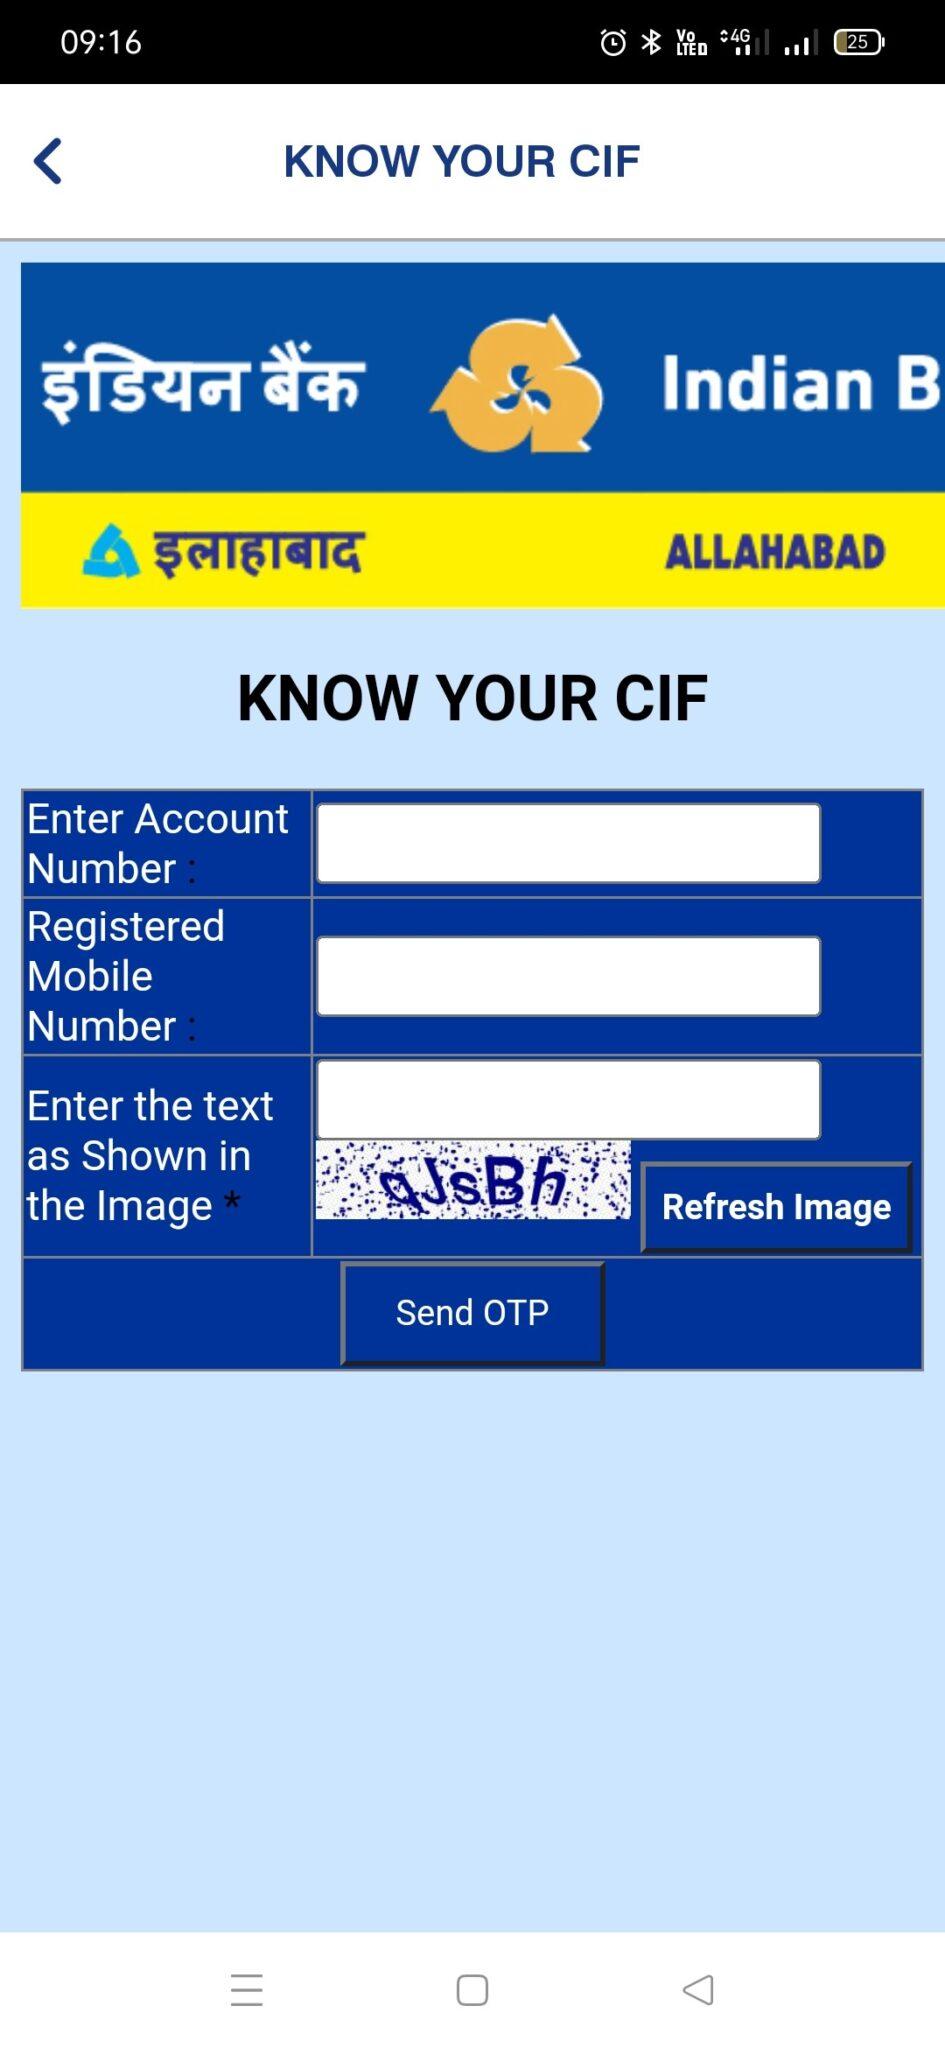 09:16
Vo
LTED
4G
25
KNOW YOUR CIF
इंडियन बैंक
Indian B
इलाहाबाद
ALLAHABAD
KNOW YOUR CIF
Enter Account
Number :
Registered
Mobile
Number :
Enter the text
as Shown in
the Image *
qJsBh
Refresh Image
Send OTP